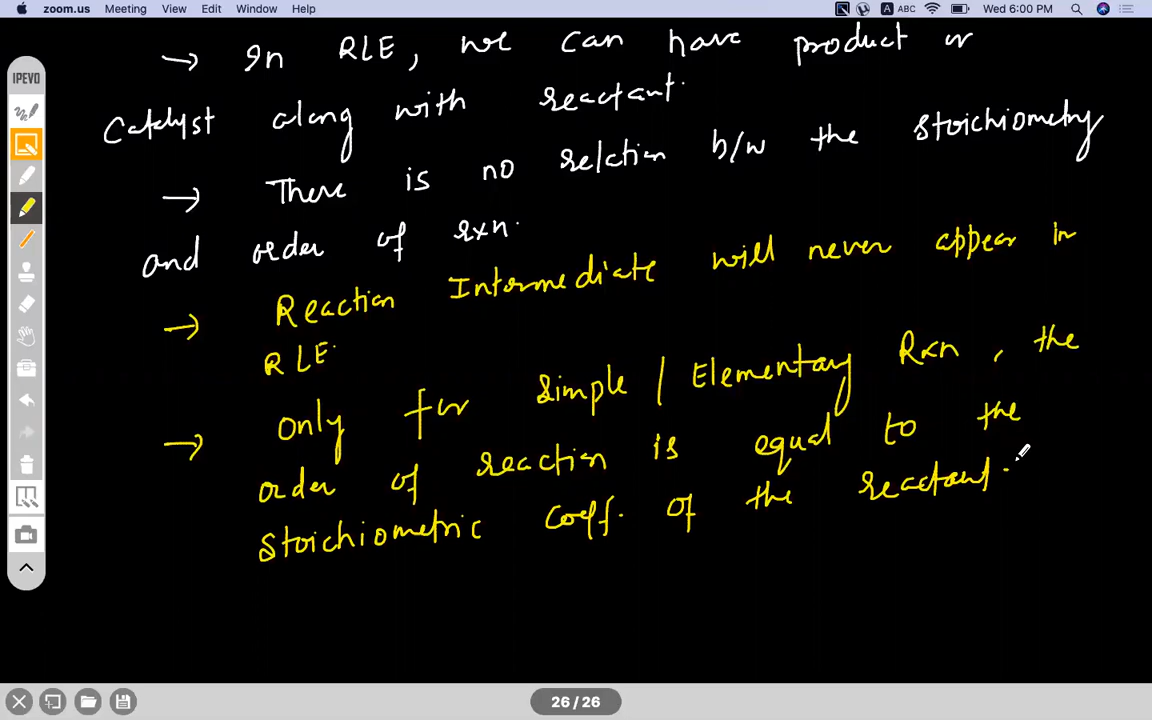 zoom.us Meeting View Edit Window Help
A ABC Wed 6:00 PM
IPEVO
→ In RLE, we can have product or
Catalyst along with reactant.
→ There is no relation b/w the stoichiometry
and order of rxn.
→ Reaction Intermediate will never appear in
RLE.
→ Only for Simple / Elementary Rxn, the
order of reaction is equal to the
Stoichiometric Coeff. of the reactant.
26 / 26